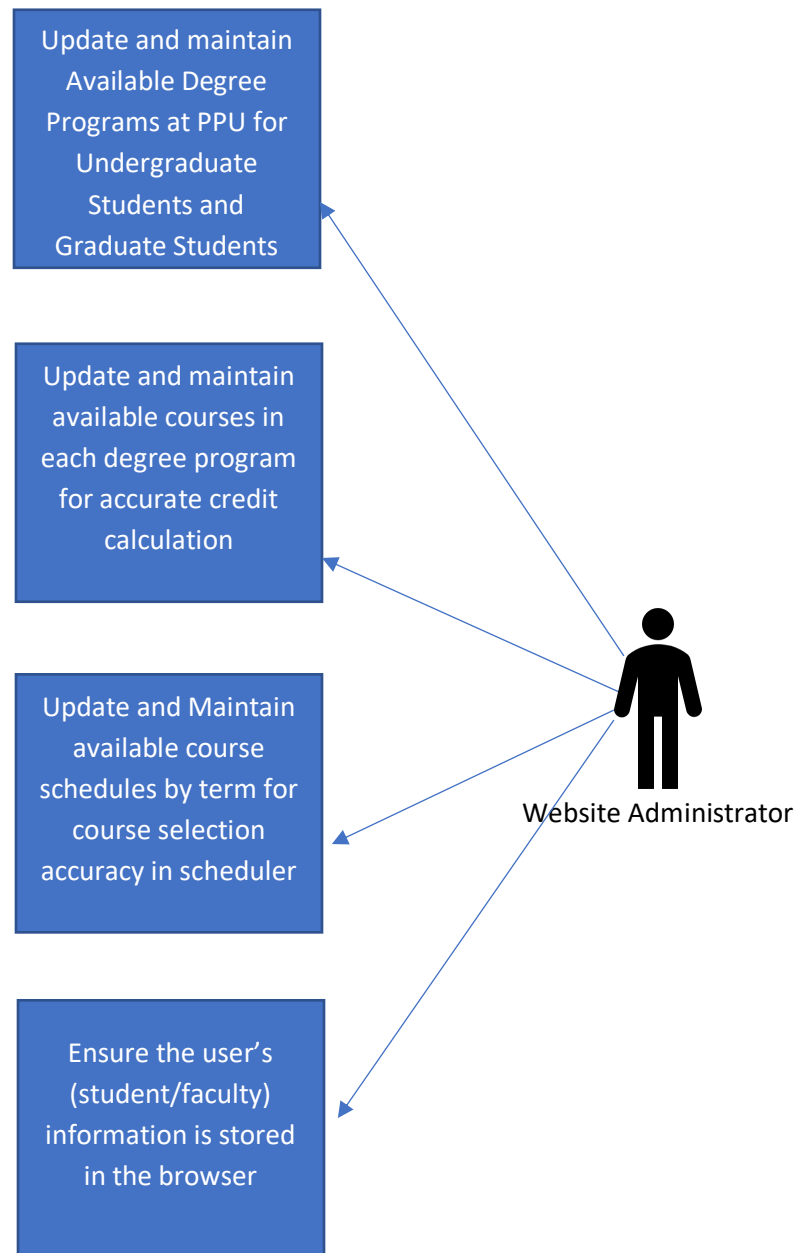 Update and maintain
Available Degree
Programs at PPU for
Undergraduate
Students and
Graduate Students
Update and maintain
available courses in
each degree program
for accurate credit
calculation
Update and Maintain
available course
schedules by term for
course selection
accuracy in scheduler
Website Administrator
Ensure the user’s
(student/faculty)
information is stored
in the browser